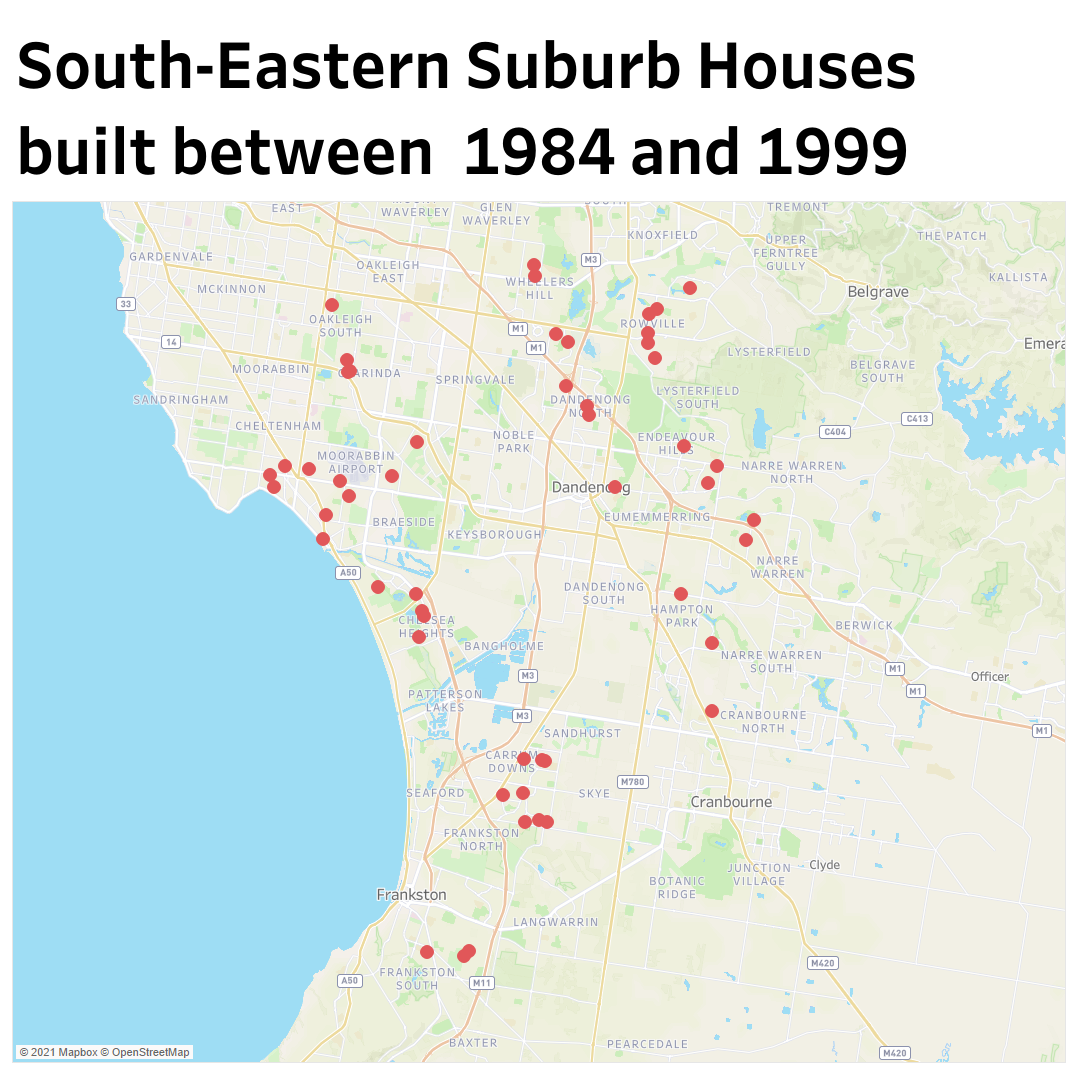 South-Eastern Suburb Houses
built between 1984 and 1999
EAST
WAVERLEY
GLEN
WAVERLEY
TREMONT
KNOXFIELD
UPPER
FERNTREE
GULLY
THE PATCH
GARDENVALE
OAKLEIGH
EAST
M3
KALLISTA
MCKINNON
WHEELERS
HILL
Belgrave
33
OAKLEIGH
SOUTH
M1
ROWVILLE
14
M1
Emera
LYSTERFIELD
MOORABBIN
CLARINDA
SPRINGVALE
BELGRAVE
SOUTH
SANDRINGHAM
DANDENONG
NORTH
LYSTERFIELD
SOUTH
CHELTENHAM
C413
C404
NOBLE
PARK
ENDEAVOUR
HILLS
MOORABBIN
AIRPORT
NARRE WARREN
NORTH
Dandenong
BRAESIDE
EUMEMMERRING
KEYSBOROUGH
A50
NARRE
WARREN
DANDENONG
SOUTH
HAMPTON
PARK
CHELSEA
HEIGHTS
BERWICK
BANGHOLME
NARRE WARREN
SOUTH
M3
M1
Officer
PATTERSON
LAKES
M1
M3
CRANBOURNE
NORTH
M1
SANDHURST
CARRUM
DOWNS
M780
SEAFORD
SKYE
Cranbourne
FRANKSTON
NORTH
JUNCTION
VILLAGE
Clyde
BOTANIC
RIDGE
Frankston
LANGWARRIN
M420
FRANKSTON
SOUTH
A50
M11
BAXTER
PEARCEDALE
M420
© 2021 Mapbox © OpenStreetMap